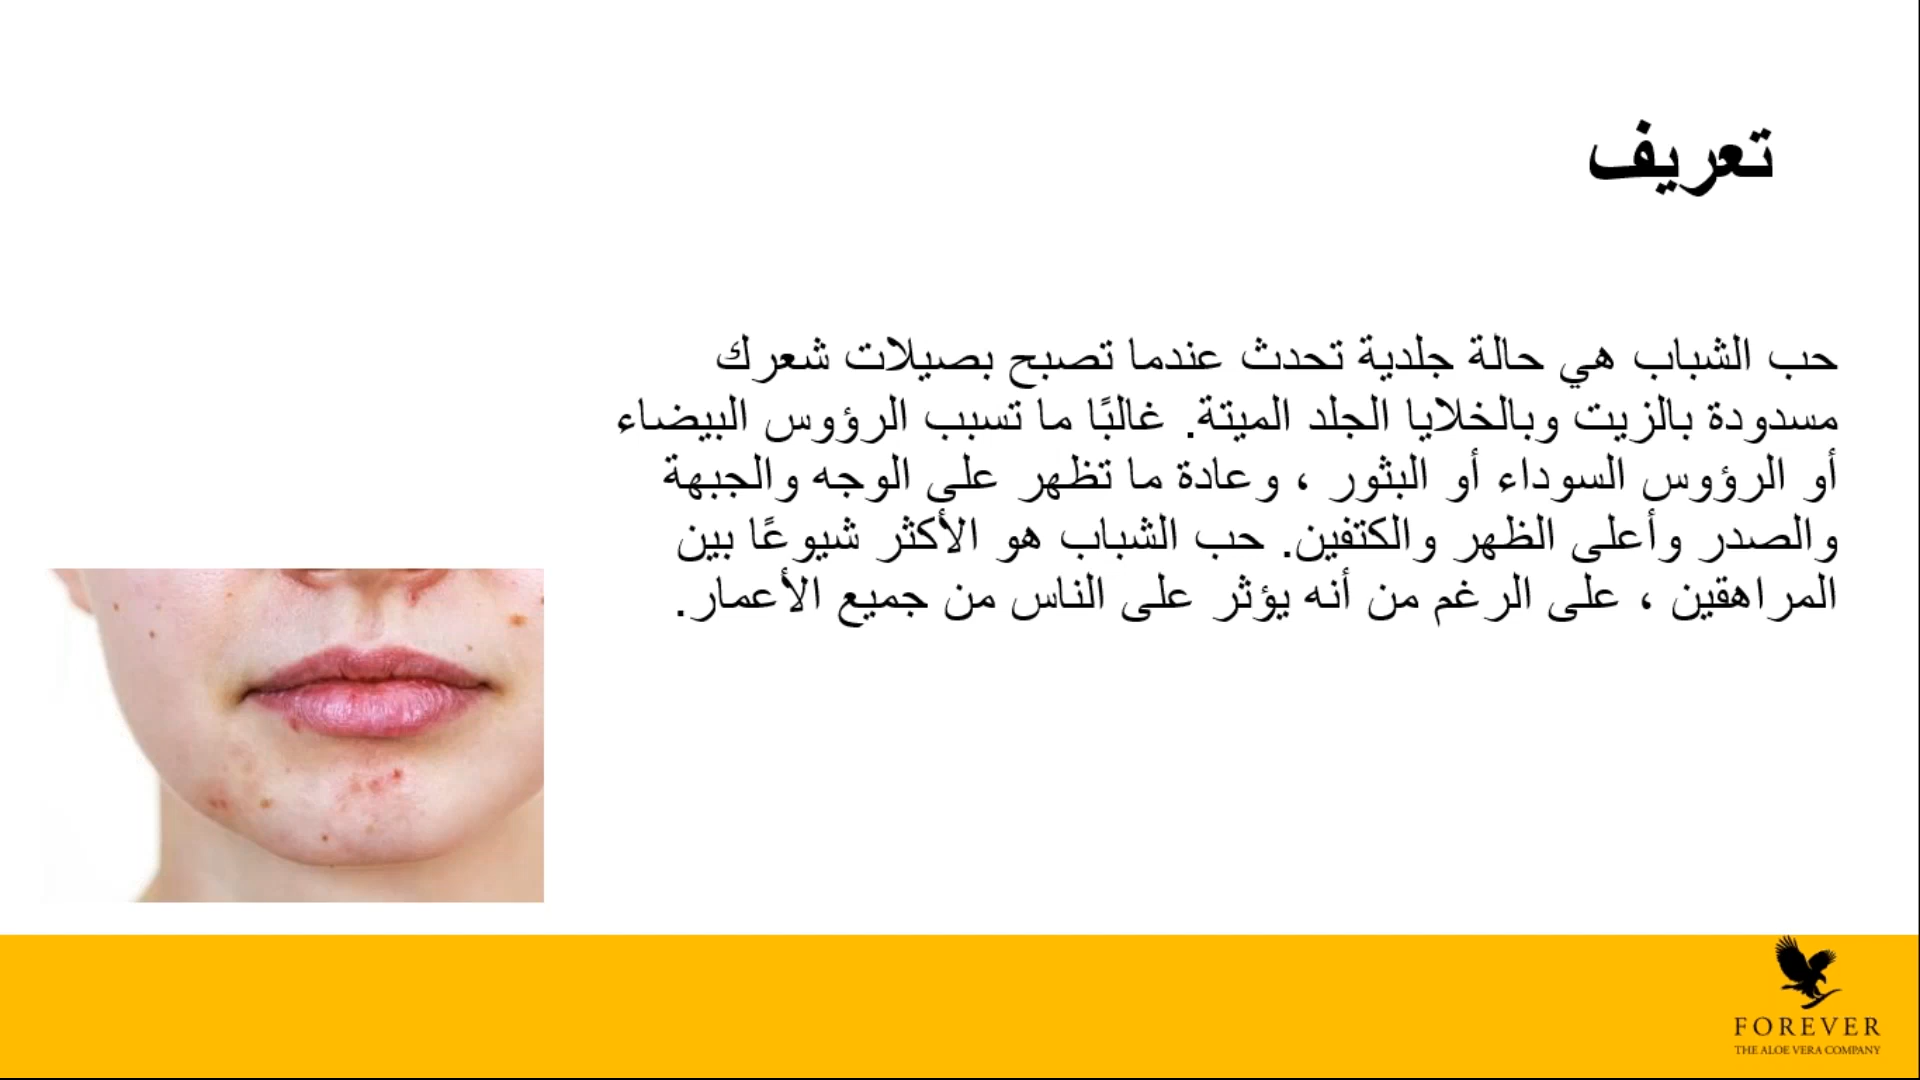 تعريف
حب الشباب هي حالة جلدية تحدث عندما تصبح بصيلات شعرك
مسدودة بالزيت وبالخلايا الجلد الميتة. غالبًا ما تسبب الرؤوس البيضاء
أو الرؤوس السوداء أو البثور ، وعادة ما تظهر على الوجه والجبهة
والصدر وأعلى الظهر والكتفين. حب الشباب هو الأكثر شيوعًا بين
المراهقين ، على الرغم من أنه يؤثر على الناس من جميع الأعمار.
FOREVER
THE ALOE VERA COMPANY